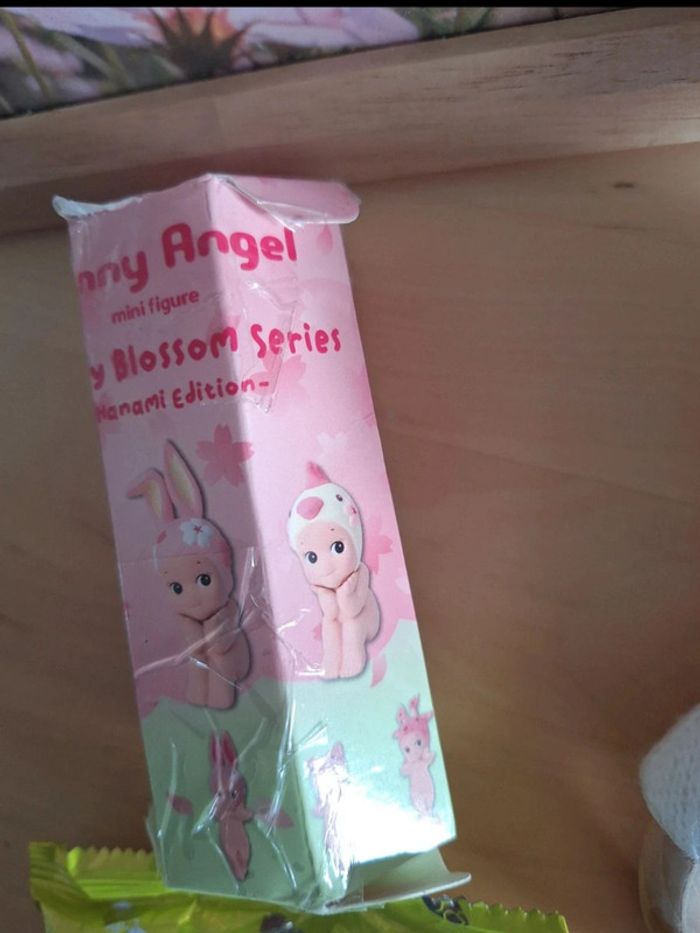 nny Angel
mini figure
y Blossom Series
Hanami Edition-